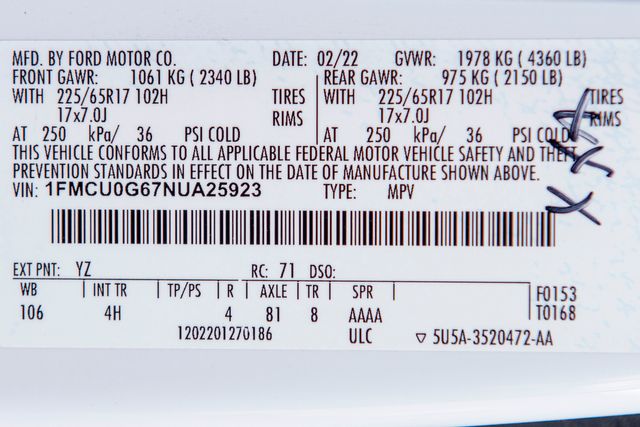 MFD. BY FORD MOTOR CO. DATE: 02/22 GVWR: 1978 KG ( 4360 LB)
FRONT GAWR: 1061 KG ( 2340 LB) REAR GAWR: 975 KG ( 2150 LB)
WITH 225/65R17 102H TIRES WITH 225/65R17 102H TIRES
17x7.0J RIMS 17x7.0J RIMS
AT 250 kPa/ 36 PSI COLD AT 250 kPa/ 36 PSI COLD
THIS VEHICLE CONFORMS TO ALL APPLICABLE FEDERAL MOTOR VEHICLE SAFETY AND THEFT
PREVENTION STANDARDS IN EFFECT ON THE DATE OF MANUFACTURE SHOWN ABOVE.
VIN: 1FMCU0G67NUA25923 TYPE: MPV
EXT PNT: YZ RC: 71 DSO:
WB | INT TR | TP/PS | R | AXLE | TR | SPR | F0153
106 4H 4 81 8 AAAA T0168
1202201270186 ULC ▽ 5U5A-3520472-AA